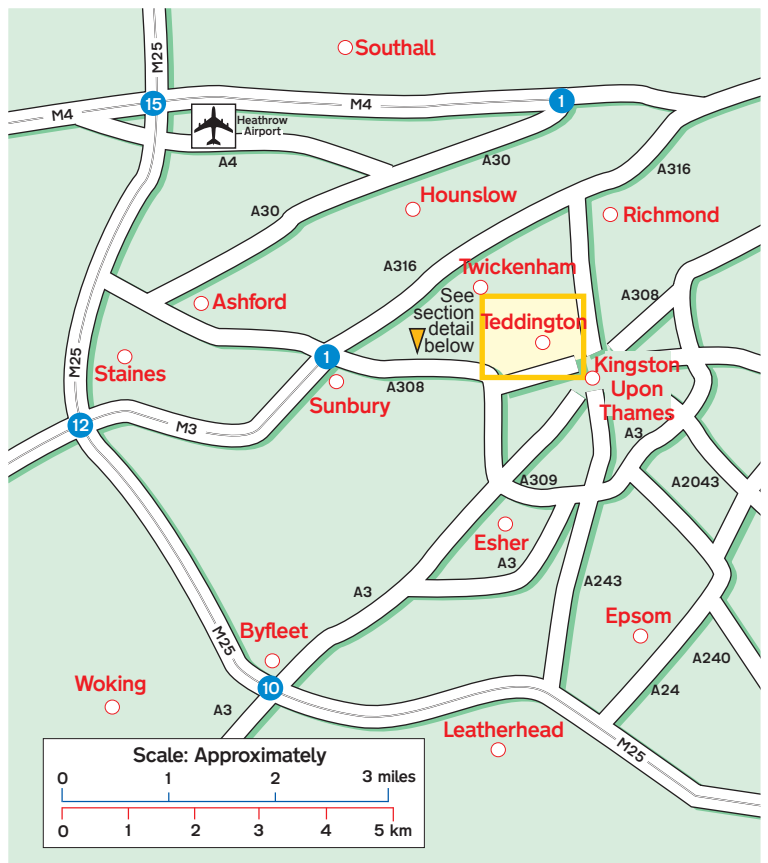 Southall
M25
15
M4
M4
1
Heathrow
Airport
A4
A30
A316
Hounslow
Richmond
A30
A316
Twickenham
See
section
detail
below
A308
Ashford
Teddington
1
Staines
M25
Sunbury
A308
Kingston
Upon
Thames
12
M3
A3
A309
A2043
Esher
A3
A243
A3
Epsom
M25
Byfleet
A240
10
A24
Woking
A3
Leatherhead
M25
Scale: Approximately
0 1 2 3 miles
0 1 2 3 4 5 km